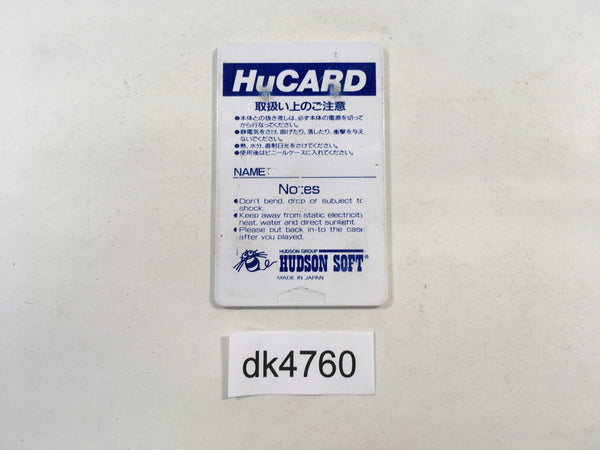 HuCARD
取扱い上のご注意
●本体との抜き差しは、必ず本体の電源を切って
から行なってください。
●静電気をさけ、曲げたり、落したり、衝撃を与え
ないでください。
●熱、水分、直射日光をさけてください。
●使用後はビニールケースに入れてください。
NAME:
Notes
●Don't bend, drop or subject to
shock.
●Keep away from static electricity,
heat, water and direct sunlight.
●Please put back in-to the case
after you played.
HUDSON GROUP
HUDSON SOFT®
MADE IN JAPAN
dk4760